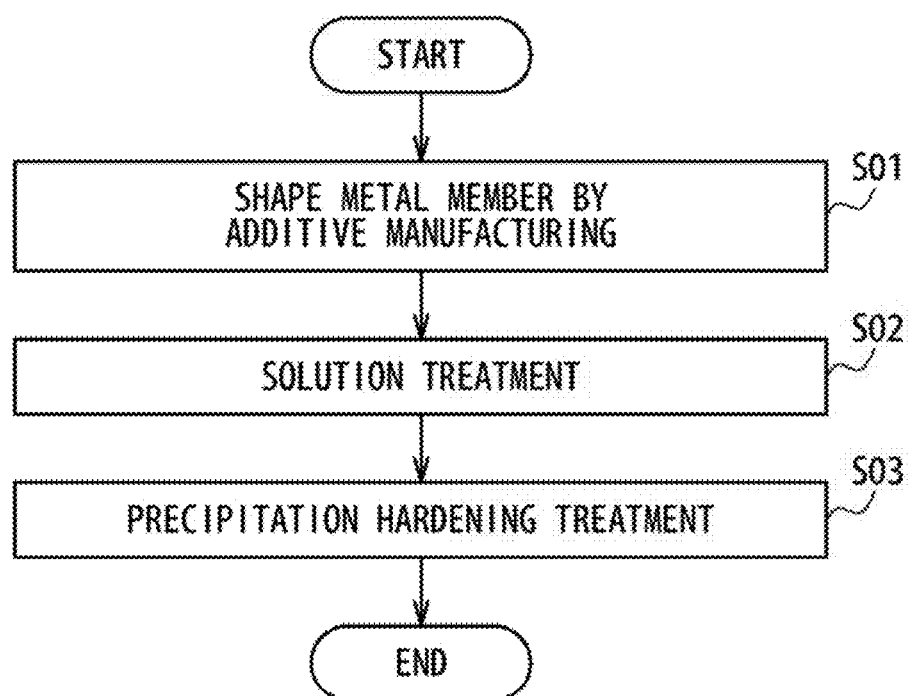 START
S01
SHAPE METAL MEMBER BY
ADDITIVE MANUFACTURING
S02
SOLUTION TREATMENT
S03
PRECIPITATION HARDENING TREATMENT
END